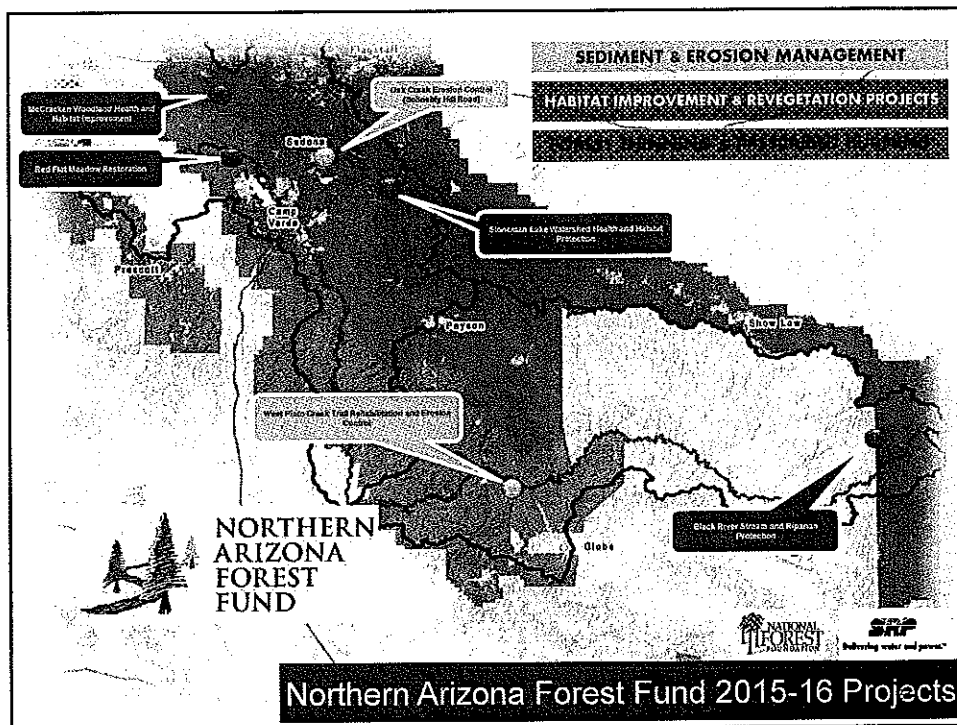 Flagstaff
SEDIMENT & EROSION MANAGEMENT
HABITAT IMPROVEMENT & REVEGETATION PROJECTS
McCracken Woodland Health and
Habitat Improvement
Oak Creek Erosion Control
(Schnebly Hill Road)
Sedona
Red Flat Meadow Restoration
Camp
Verde
Stoneman Lake Watershed Health and Habitat
Protection
Prescott
Payson
Show Low
West Pinto Creek Trail Rehabilitation and Erosion
Control
Black River Stream and Riparian
Protection
Globe
NORTHERN
ARIZONA
FOREST
FUND
NATIONAL
FOREST
FOUNDATION
SRP
Delivering water and power.™
Northern Arizona Forest Fund 2015-16 Projects